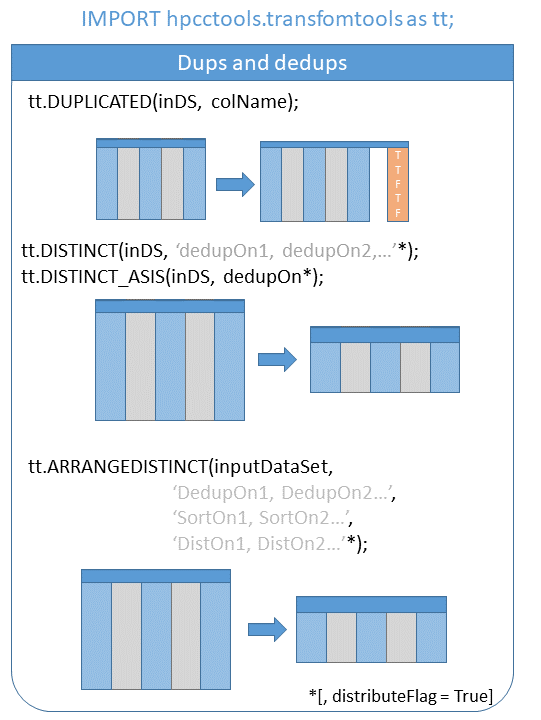 IMPORT hpcctools.transfomtools as tt;
Dups and dedups
tt.DUPLICATED(inDS, colName);
T
T
F
T
F
tt.DISTINCT(inDS, ‘dedupOn1, dedupOn2,...’*);
tt.DISTINCT_ASIS(inDS, dedupOn*);
tt.ARRANGEDISTINCT(inputDataSet,
‘DedupOn1, DedupOn2...’,
‘SortOn1, SortOn2...’,
‘DistOn1, DistOn2...’*);
*[, distributeFlag = True]